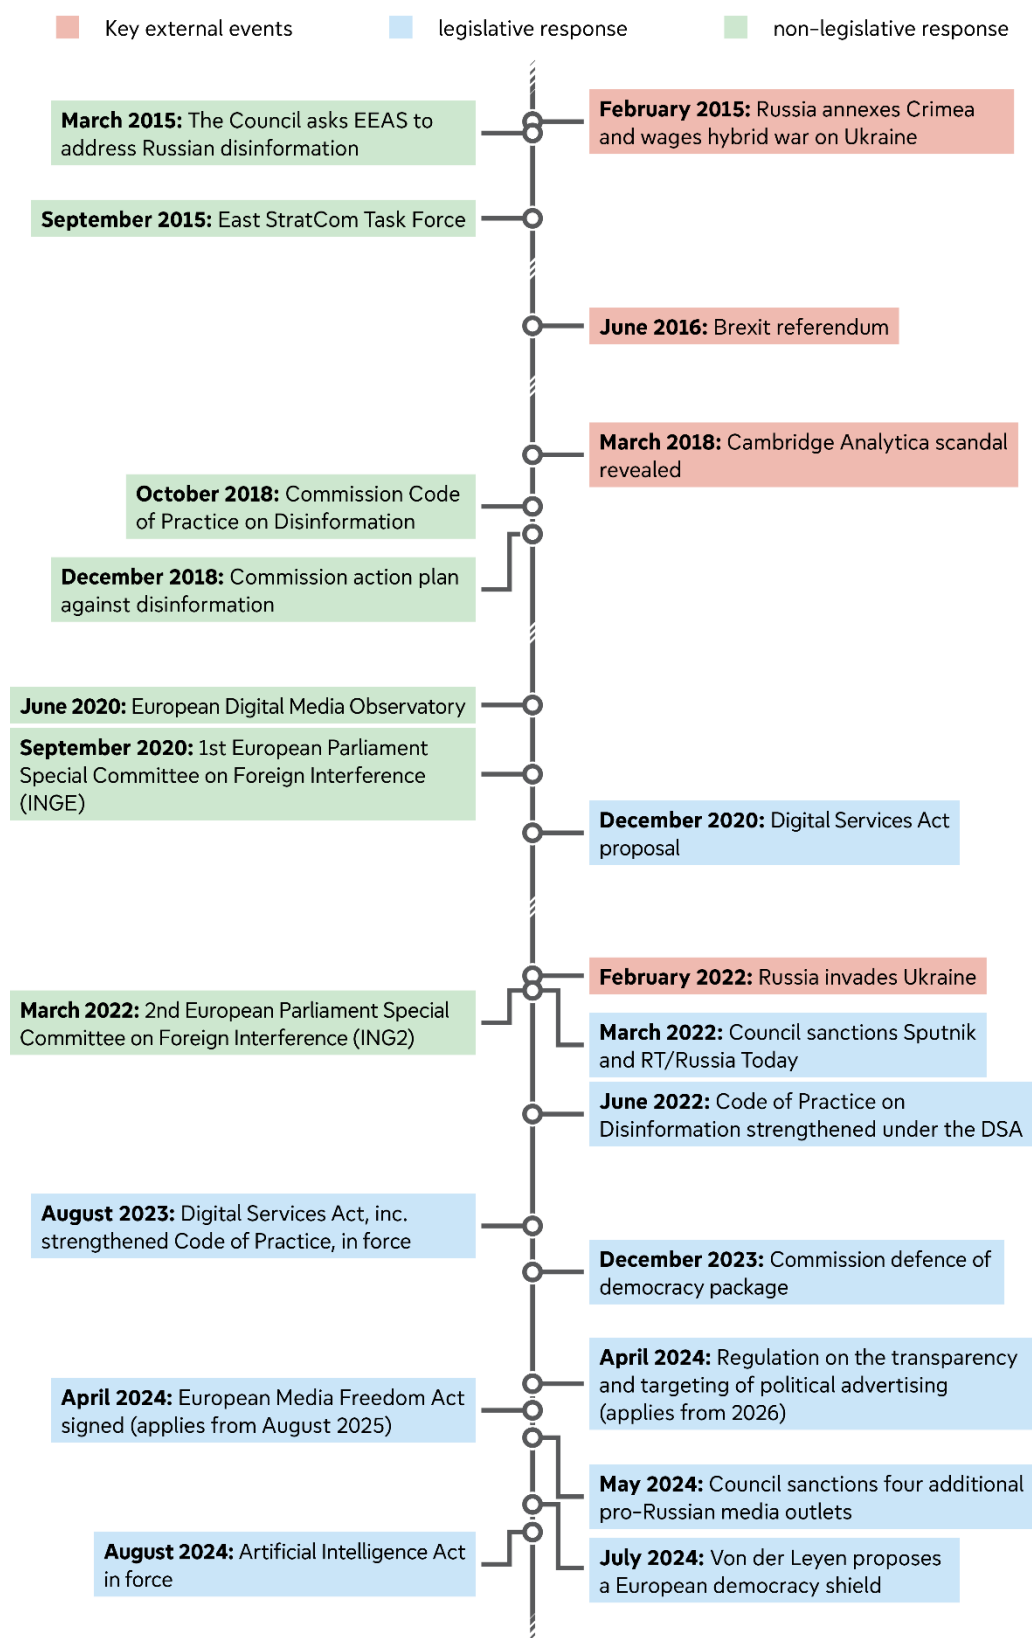 Key external events
legislative response
non-legislative response
February 2015: Russia annexes Crimea
and wages hybrid war on Ukraine
March 2015: The Council asks EEAS to
address Russian disinformation
September 2015: East StratCom Task Force
June 2016: Brexit referendum
March 2018: Cambridge Analytica scandal
revealed
October 2018: Commission Code
of Practice on Disinformation
December 2018: Commission action plan
against disinformation
June 2020: European Digital Media Observatory
September 2020: 1st European Parliament
Special Committee on Foreign Interference
(INGE)
December 2020: Digital Services Act
proposal
February 2022: Russia invades Ukraine
March 2022: 2nd European Parliament Special
Committee on Foreign Interference (ING2)
March 2022: Council sanctions Sputnik
and RT/Russia Today
June 2022: Code of Practice on
Disinformation strengthened under the DSA
August 2023: Digital Services Act, inc.
strengthened Code of Practice, in force
December 2023: Commission defence of
democracy package
April 2024: Regulation on the transparency
and targeting of political advertising
(applies from 2026)
April 2024: European Media Freedom Act
signed (applies from August 2025)
May 2024: Council sanctions four additional
pro-Russian media outlets
July 2024: Von der Leyen proposes
a European democracy shield
August 2024: Artificial Intelligence Act
in force